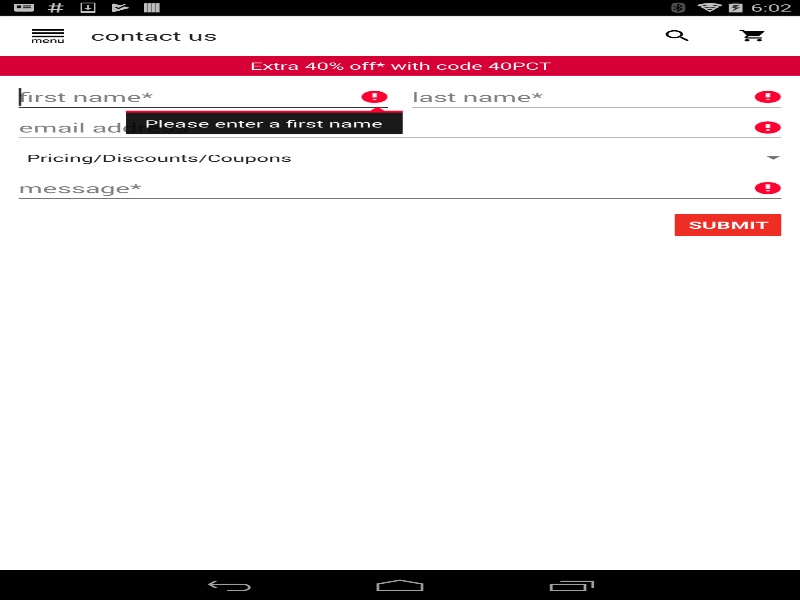 6:02
menu
contact us
Extra 40% off* with code 40PCT
first name*
last name*
email add
Please enter a first name
Pricing/Discounts/Coupons
message*
SUBMIT